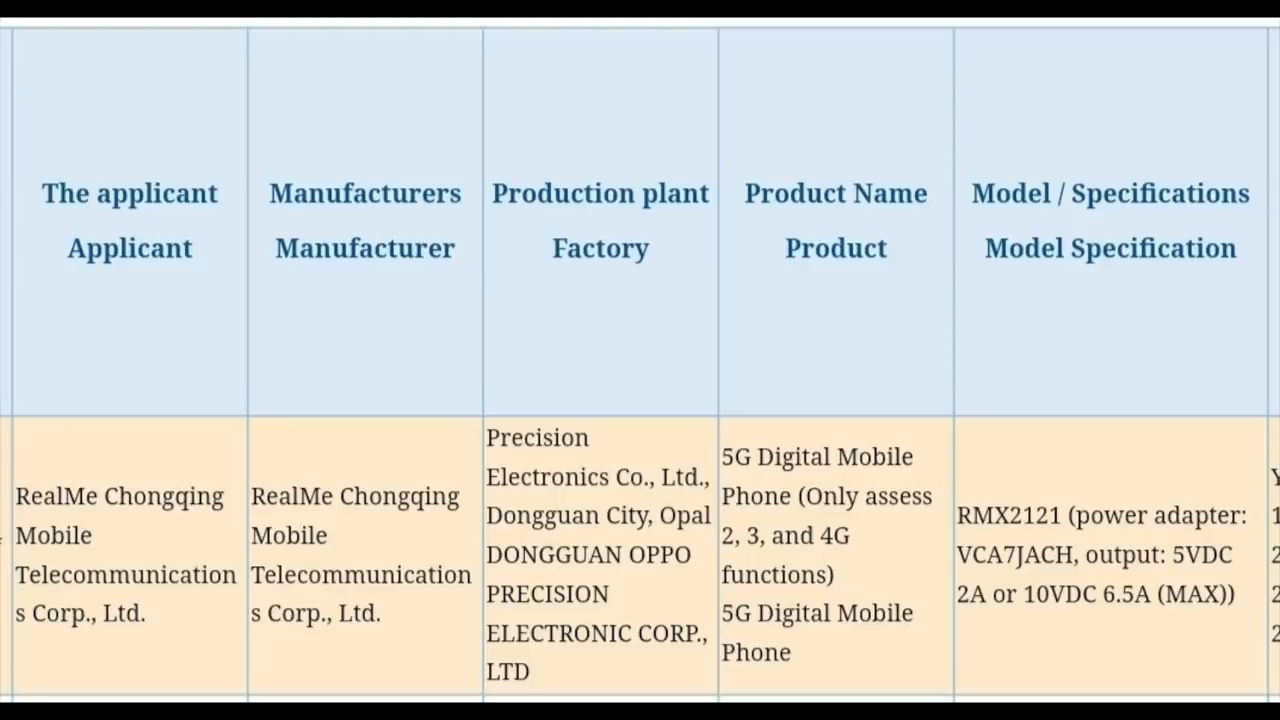 The applicant
Applicant
Manufacturers
Manufacturer
Production plant
Factory
Product Name
Product
Model / Specifications
Model Specification
RealMe Chongqing
Mobile
Telecommunication
s Corp., Ltd.
RealMe Chongqing
Mobile
Telecommunication
s Corp., Ltd.
Precision
Electronics Co., Ltd.,
Dongguan City, Opal
DONGGUAN OPPO
PRECISION
ELECTRONIC CORP.,
LTD
5G Digital Mobile
Phone (Only assess
2, 3, and 4G
functions)
5G Digital Mobile
Phone
RMX2121 (power adapter:
VCA7JACH, output: 5VDC
2A or 10VDC 6.5A (MAX))